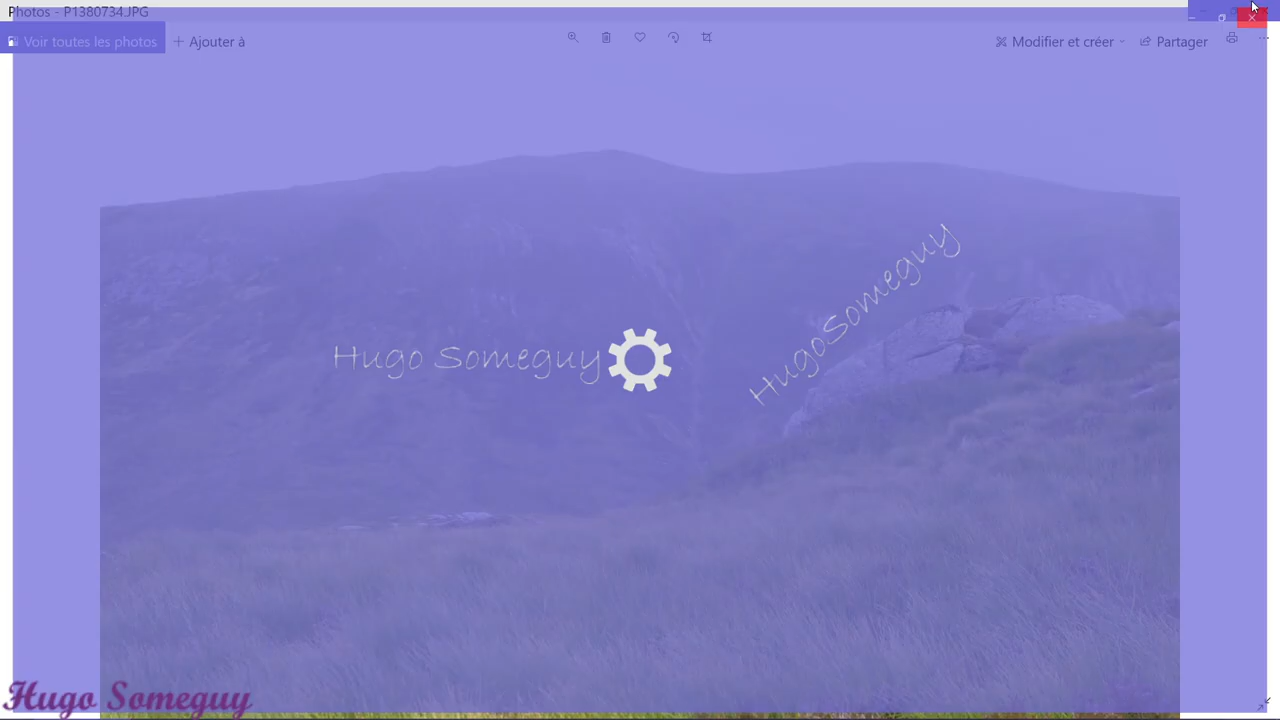 Photos - P1380734.JPG
Voir toutes les photos
Ajouter à
Modifier et créer
Partager
Hugo Someguy
HugoSomeguy
Hugo Someguy